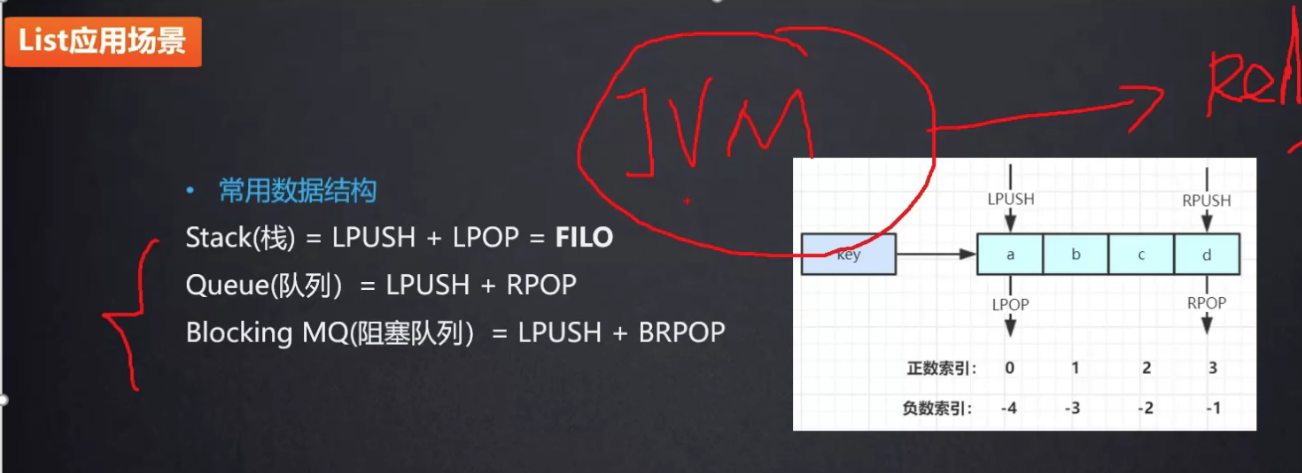 List应用场景
JVM
• 常用数据结构
Stack(栈) = LPUSH + LPOP = FILO
Queue(队列) = LPUSH + RPOP
Blocking MQ(阻塞队列) = LPUSH + BRPOP
LPUSH RPUSH
key a b c d
LPOP RPOP
正数索引: 0 1 2 3
负数索引: -4 -3 -2 -1